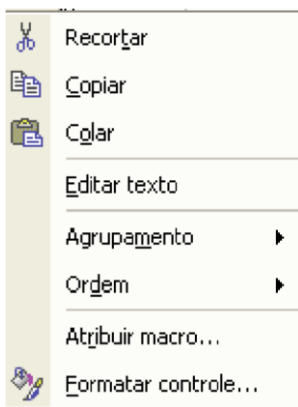 Recortar
Copiar
Colar
Editar texto
Agrupamento
Ordem
Atribuir macro...
Formatar controle...